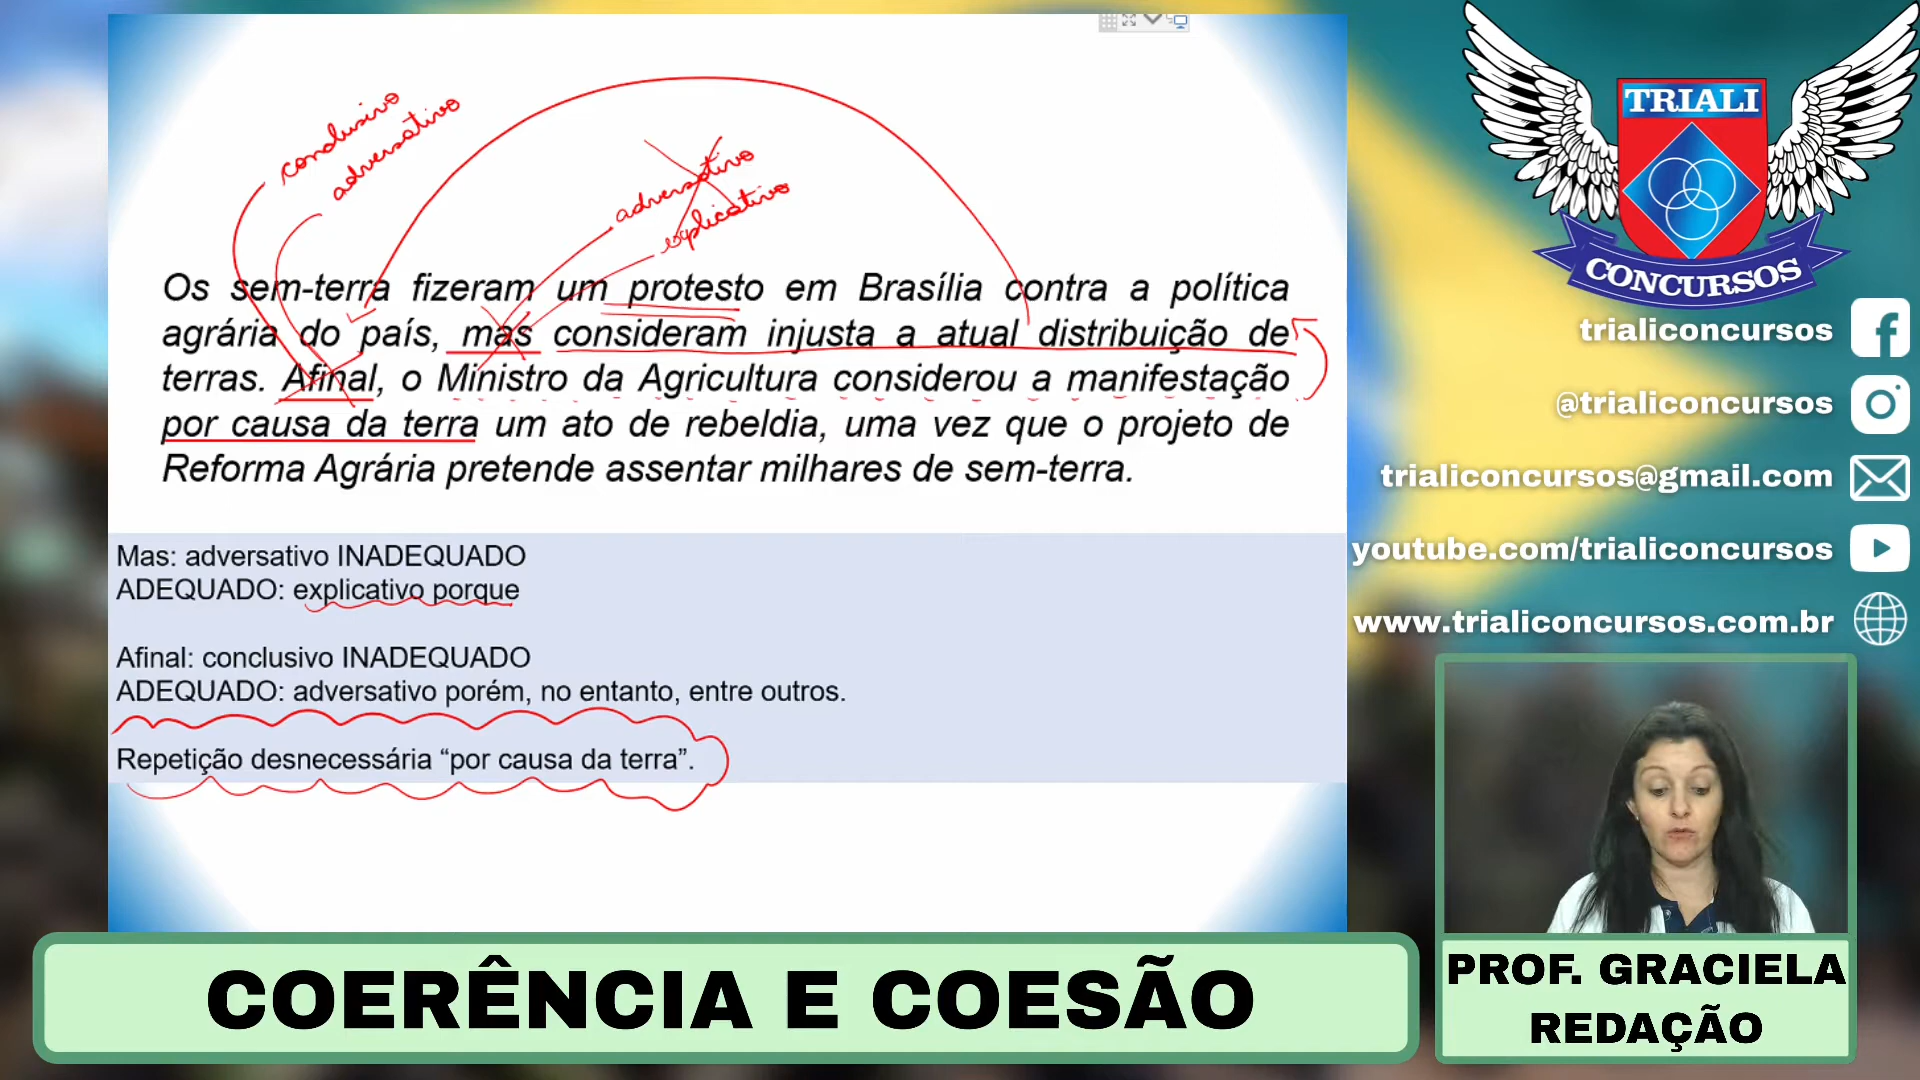 conclusivo
adversativo
adversativo
explicativo
Os sem-terra fizeram um protesto em Brasília contra a política
agrária do país, mas consideram injusta a atual distribuição de
terras. Afinal, o Ministro da Agricultura considerou a manifestação
por causa da terra um ato de rebeldia, uma vez que o projeto de
Reforma Agrária pretende assentar milhares de sem-terra.
Mas: adversativo INADEQUADO
ADEQUADO: explicativo porque
Afinal: conclusivo INADEQUADO
ADEQUADO: adversativo porém, no entanto, entre outros.
Repetição desnecessária “por causa da terra”.
TRIALI
CONCURSOS
trialiconcursos
@trialiconcursos
trialiconcursos@gmail.com
youtube.com/trialiconcursos
www.trialiconcursos.com.br
COERÊNCIA E COESÃO
PROF. GRACIELA
REDAÇÃO